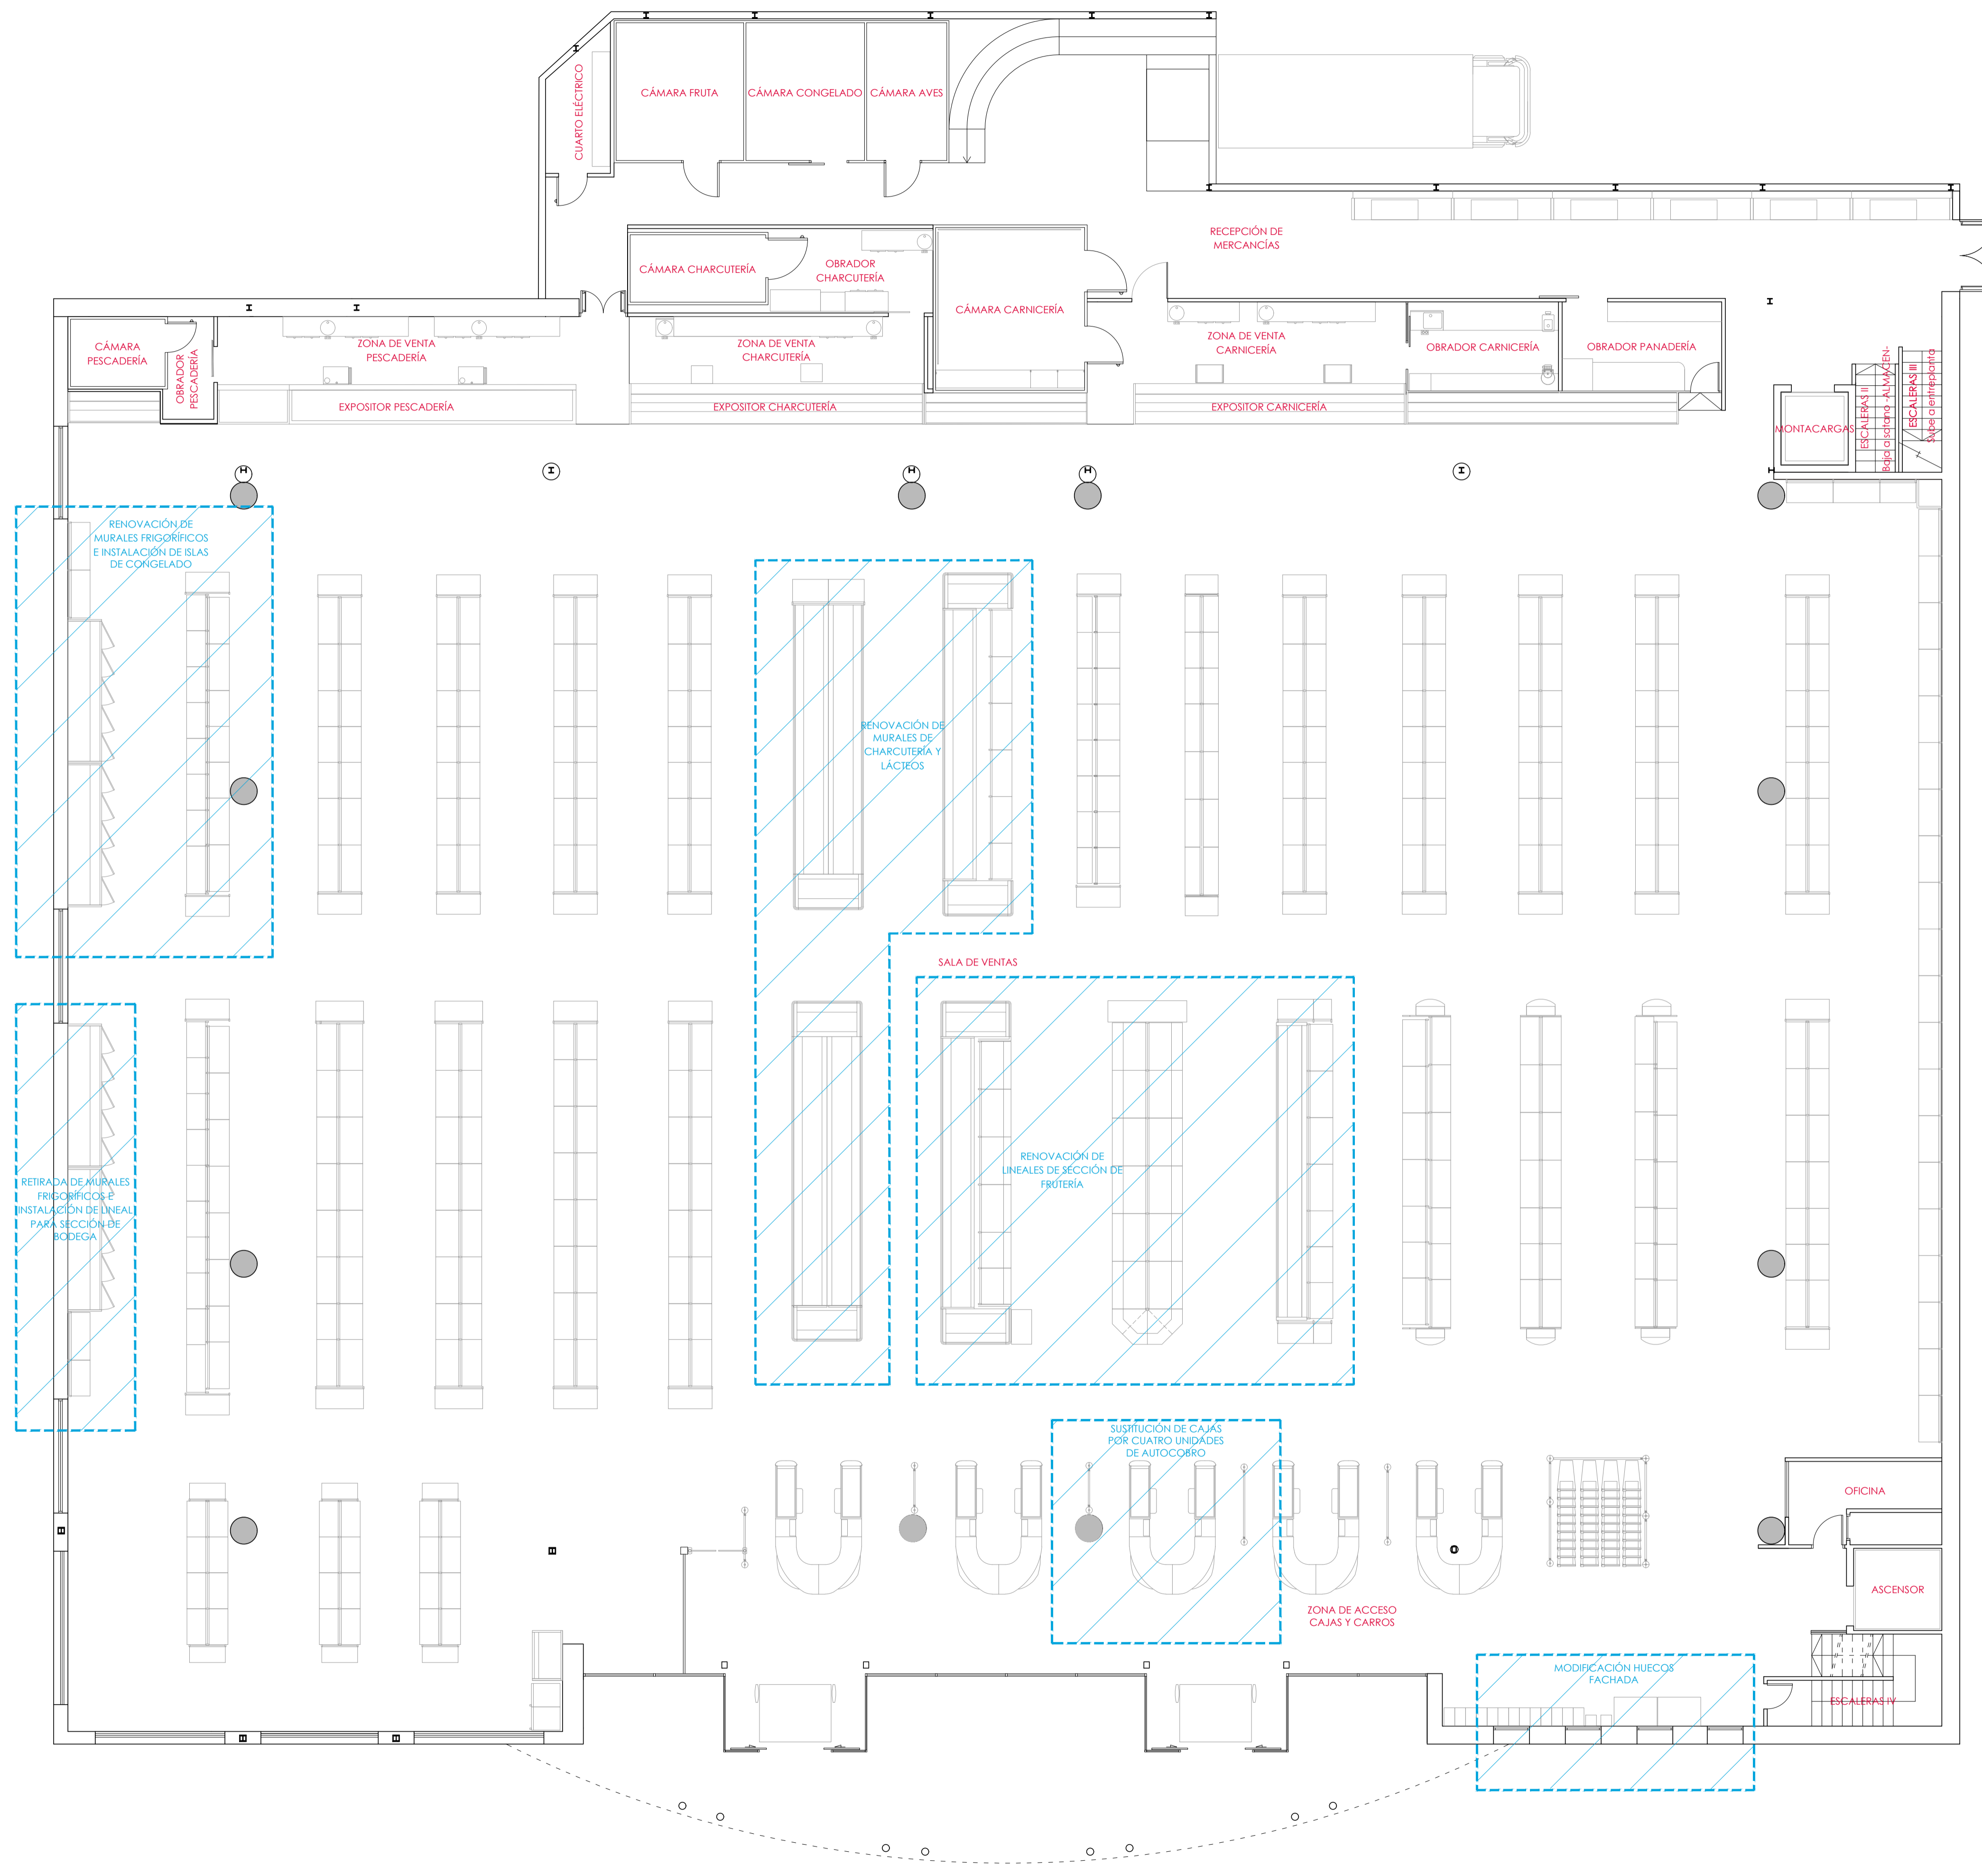 CUARTO ELÉCTRICO
CÁMARA FRUTA
CÁMARA CONGELADO
CÁMARA AVES
RECEPCIÓN DE
MERCANCÍAS
CÁMARA CHARCUTERÍA
OBRADOR
CHARCUTERÍA
CÁMARA CARNICERÍA
CÁMARA
PESCADERÍA
OBRADOR
PESCADERÍA
ZONA DE VENTA
PESCADERÍA
ZONA DE VENTA
CHARCUTERÍA
ZONA DE VENTA
CARNICERÍA
OBRADOR CARNICERÍA
OBRADOR PANADERÍA
EXPOSITOR PESCADERÍA
EXPOSITOR CHARCUTERÍA
EXPOSITOR CARNICERÍA
MONTACARGAS
ESCALERAS II
Baja a sotano -ALMACEN-
ESCALERAS III
Sube a entreplanta
RENOVACIÓN DE
MURALES FRIGORÍFICOS
E INSTALACIÓN DE ISLAS
DE CONGELADO
RENOVACIÓN DE
MURALES DE
CHARCUTERÍA Y
LÁCTEOS
SALA DE VENTAS
RENOVACIÓN DE
LINEALES DE SECCIÓN DE
FRUTERÍA
RETIRADA DE MURALES
FRIGORÍFICOS E
INSTALACIÓN DE LINEAL
PARA SECCIÓN DE
BODEGA
SUSTITUCIÓN DE CAJAS
POR CUATRO UNIDADES
DE AUTOCOBRO
OFICINA
ASCENSOR
ZONA DE ACCESO
CAJAS Y CARROS
MODIFICACIÓN HUECOS
FACHADA
ESCALERAS IV